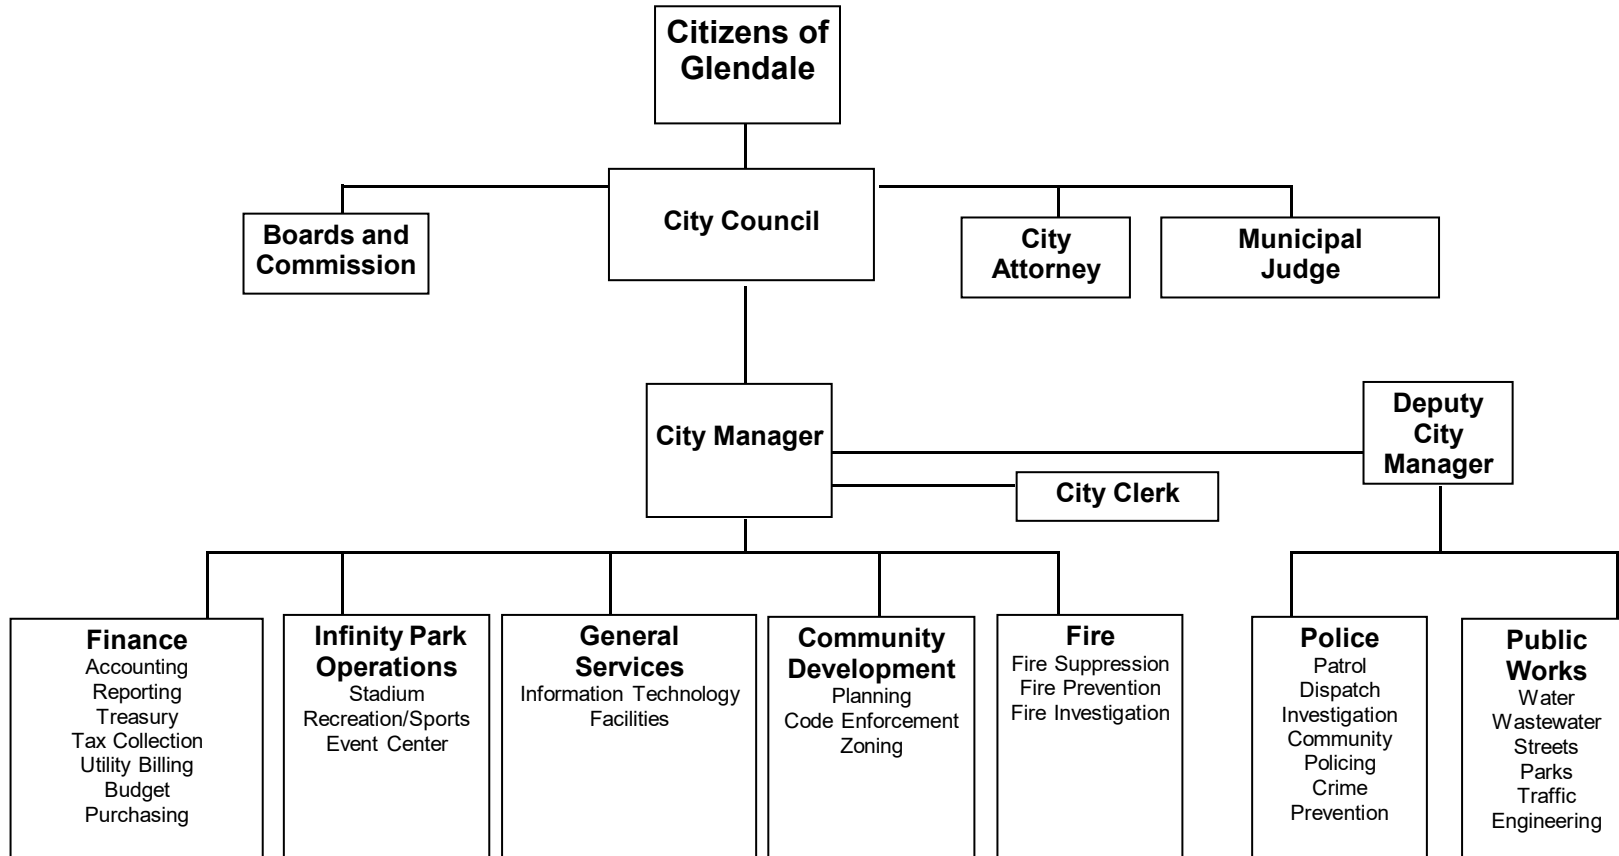 Citizens of
Glendale
City Council
Boards and
Commission
City
Attorney
Municipal
Judge
City Manager
Deputy
City
Manager
City Clerk
Finance
Accounting
Reporting
Treasury
Tax Collection
Utility Billing
Budget
Purchasing
Infinity Park
Operations
Stadium
Recreation/Sports
Event Center
General
Services
Information Technology
Facilities
Community
Development
Planning
Code Enforcement
Zoning
Fire
Fire Suppression
Fire Prevention
Fire Investigation
Police
Patrol
Dispatch
Investigation
Community
Policing
Crime
Prevention
Public
Works
Water
Wastewater
Streets
Parks
Traffic
Engineering